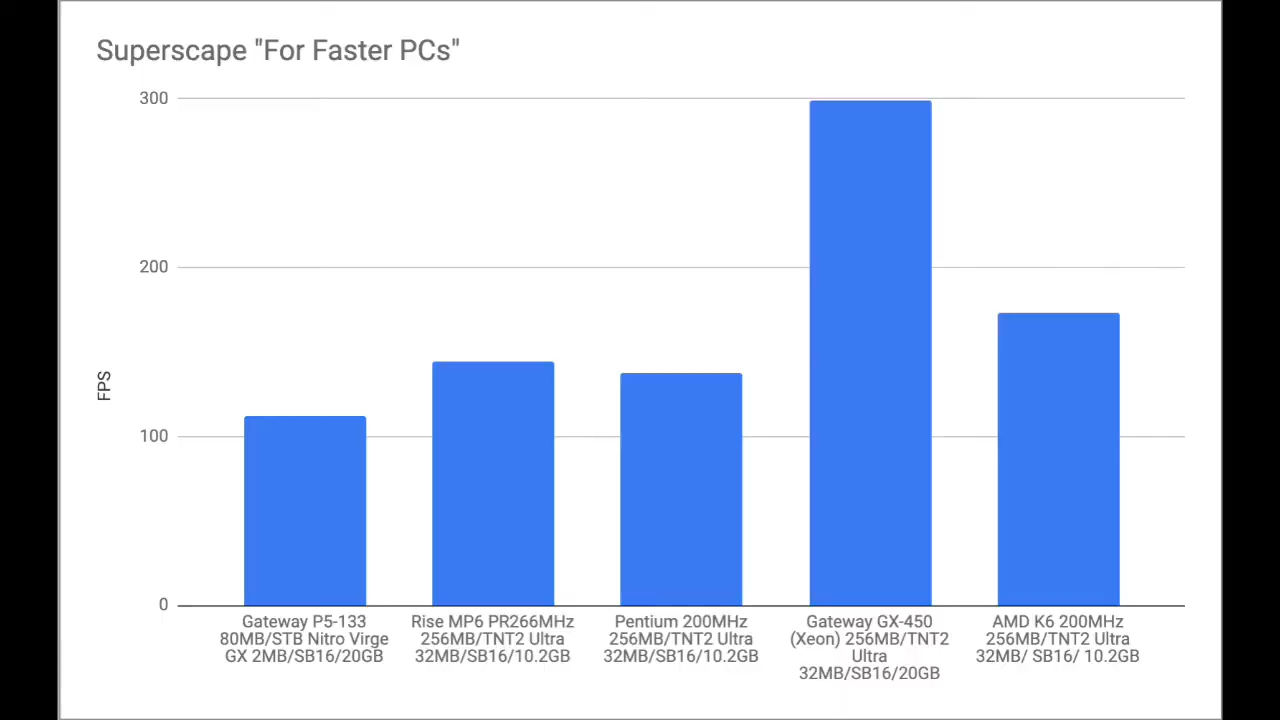 Superscape "For Faster PCs"
300
200
100
0
FPS
Gateway P5-133
80MB/STB Nitro Virge
GX 2MB/SB16/20GB
Rise MP6 PR266MHz
256MB/TNT2 Ultra
32MB/SB16/10.2GB
Pentium 200MHz
256MB/TNT2 Ultra
32MB/SB16/10.2GB
Gateway GX-450
(Xeon) 256MB/TNT2
Ultra
32MB/SB16/20GB
AMD K6 200MHz
256MB/TNT2 Ultra
32MB/ SB16/ 10.2GB